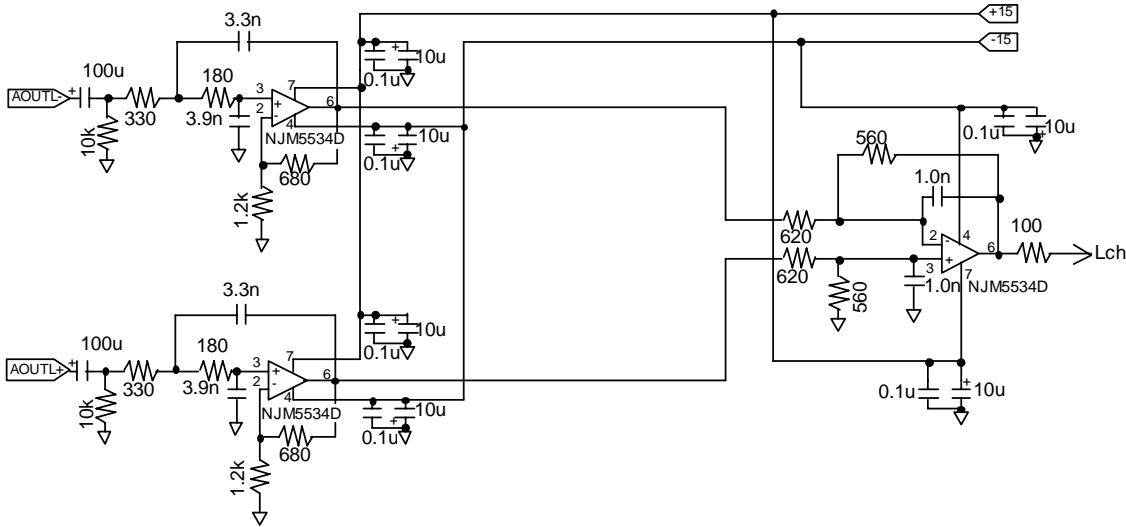 +15
-15
3.3n
100u
180
AOUTL-
+
330
3.9n
10k
3
2
+
-
7
4
6
NJM5534D
680
1.2k
+
10u
0.1u
10u
0.1u
+
560
1.0n
620
620
560
1.0n
2
3
-
+
4
7
6
NJM5534D
100
Lch
0.1u
10u
+
3.3n
100u
180
AOUTL+
+
330
3.9n
10k
3
2
+
-
7
4
6
NJM5534D
680
1.2k
+
10u
0.1u
10u
0.1u
+
0.1u
+
10u